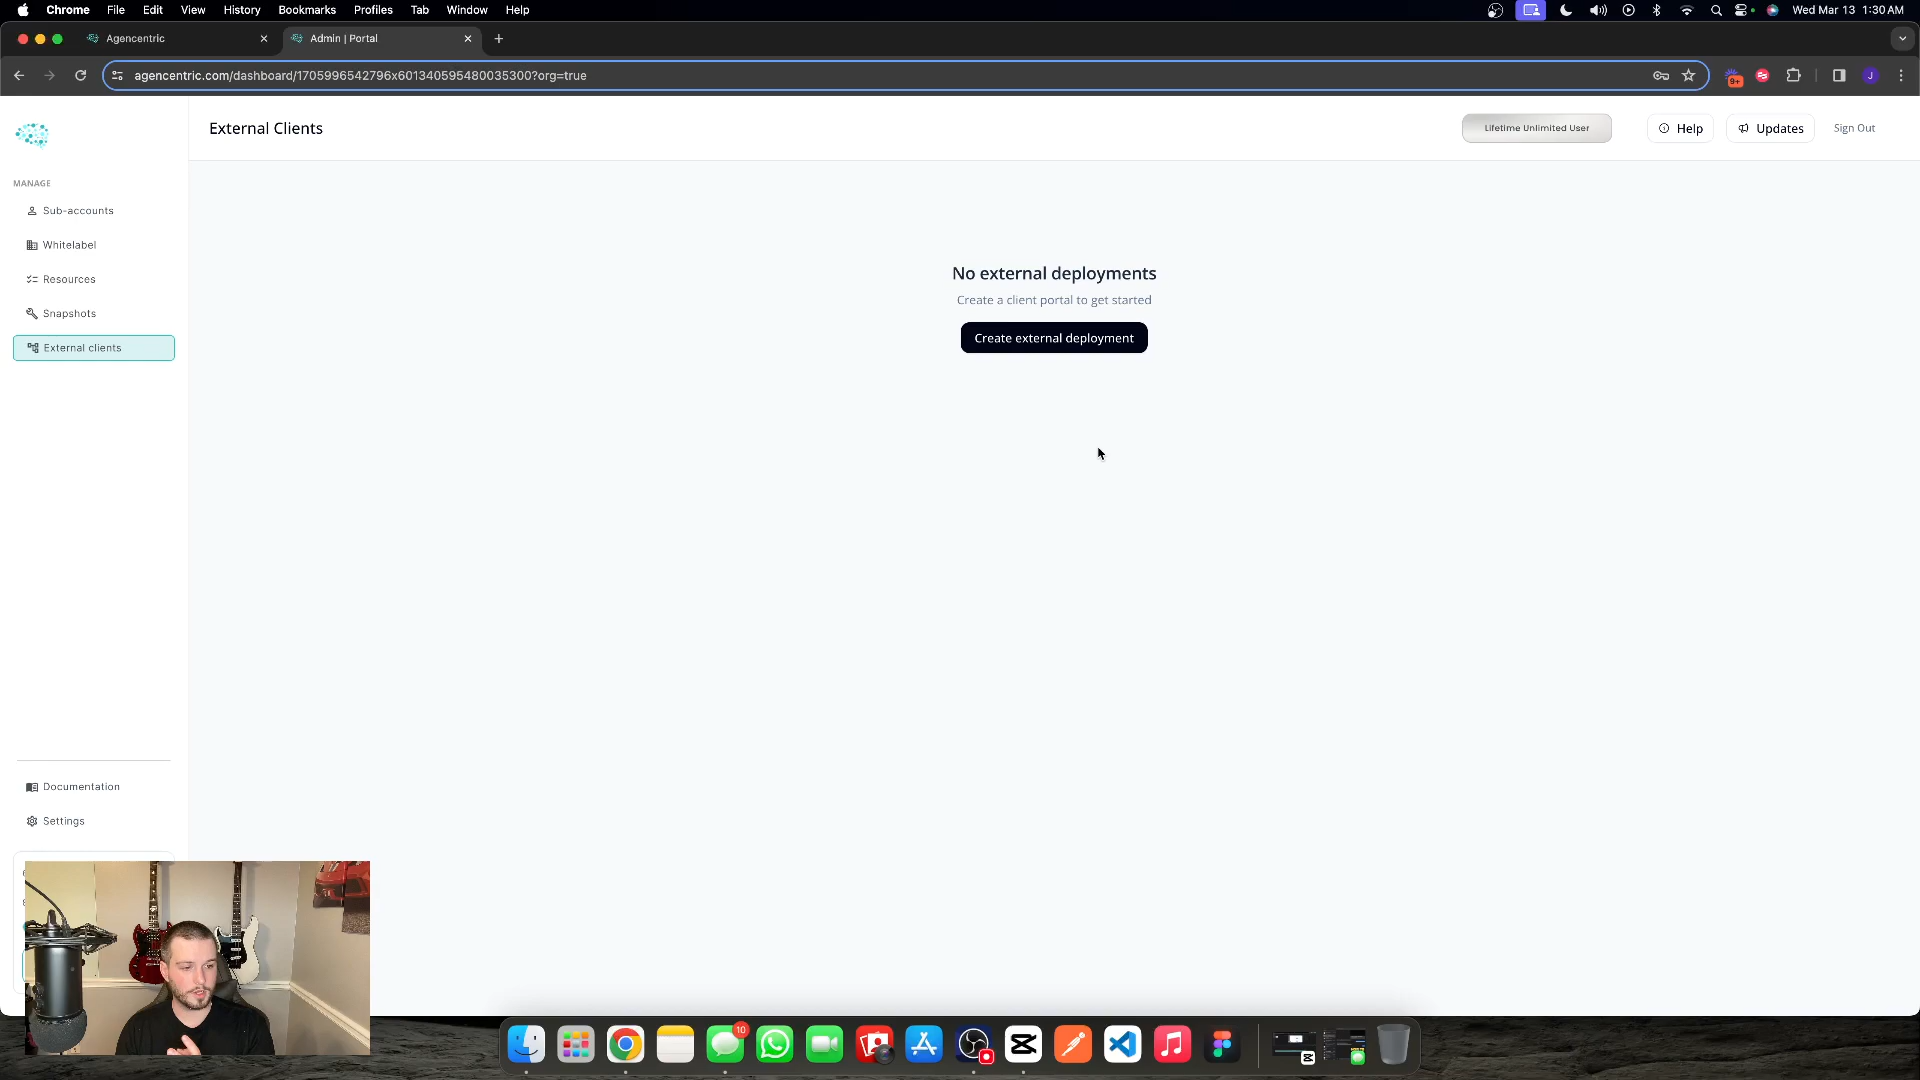 Chrome File Edit View History Bookmarks Profiles Tab Window Help
Wed Mar 13 1:30 AM
Agencentric
Admin | Portal
agencentric.com/dashboard/1705996542796x601340595480035300?org=true
9+
J
External Clients
Lifetime Unlimited User
Help
Updates
Sign Out
MANAGE
Sub-accounts
Whitelabel
Resources
Snapshots
External clients
No external deployments
Create a client portal to get started
Create external deployment
Documentation
Settings
10